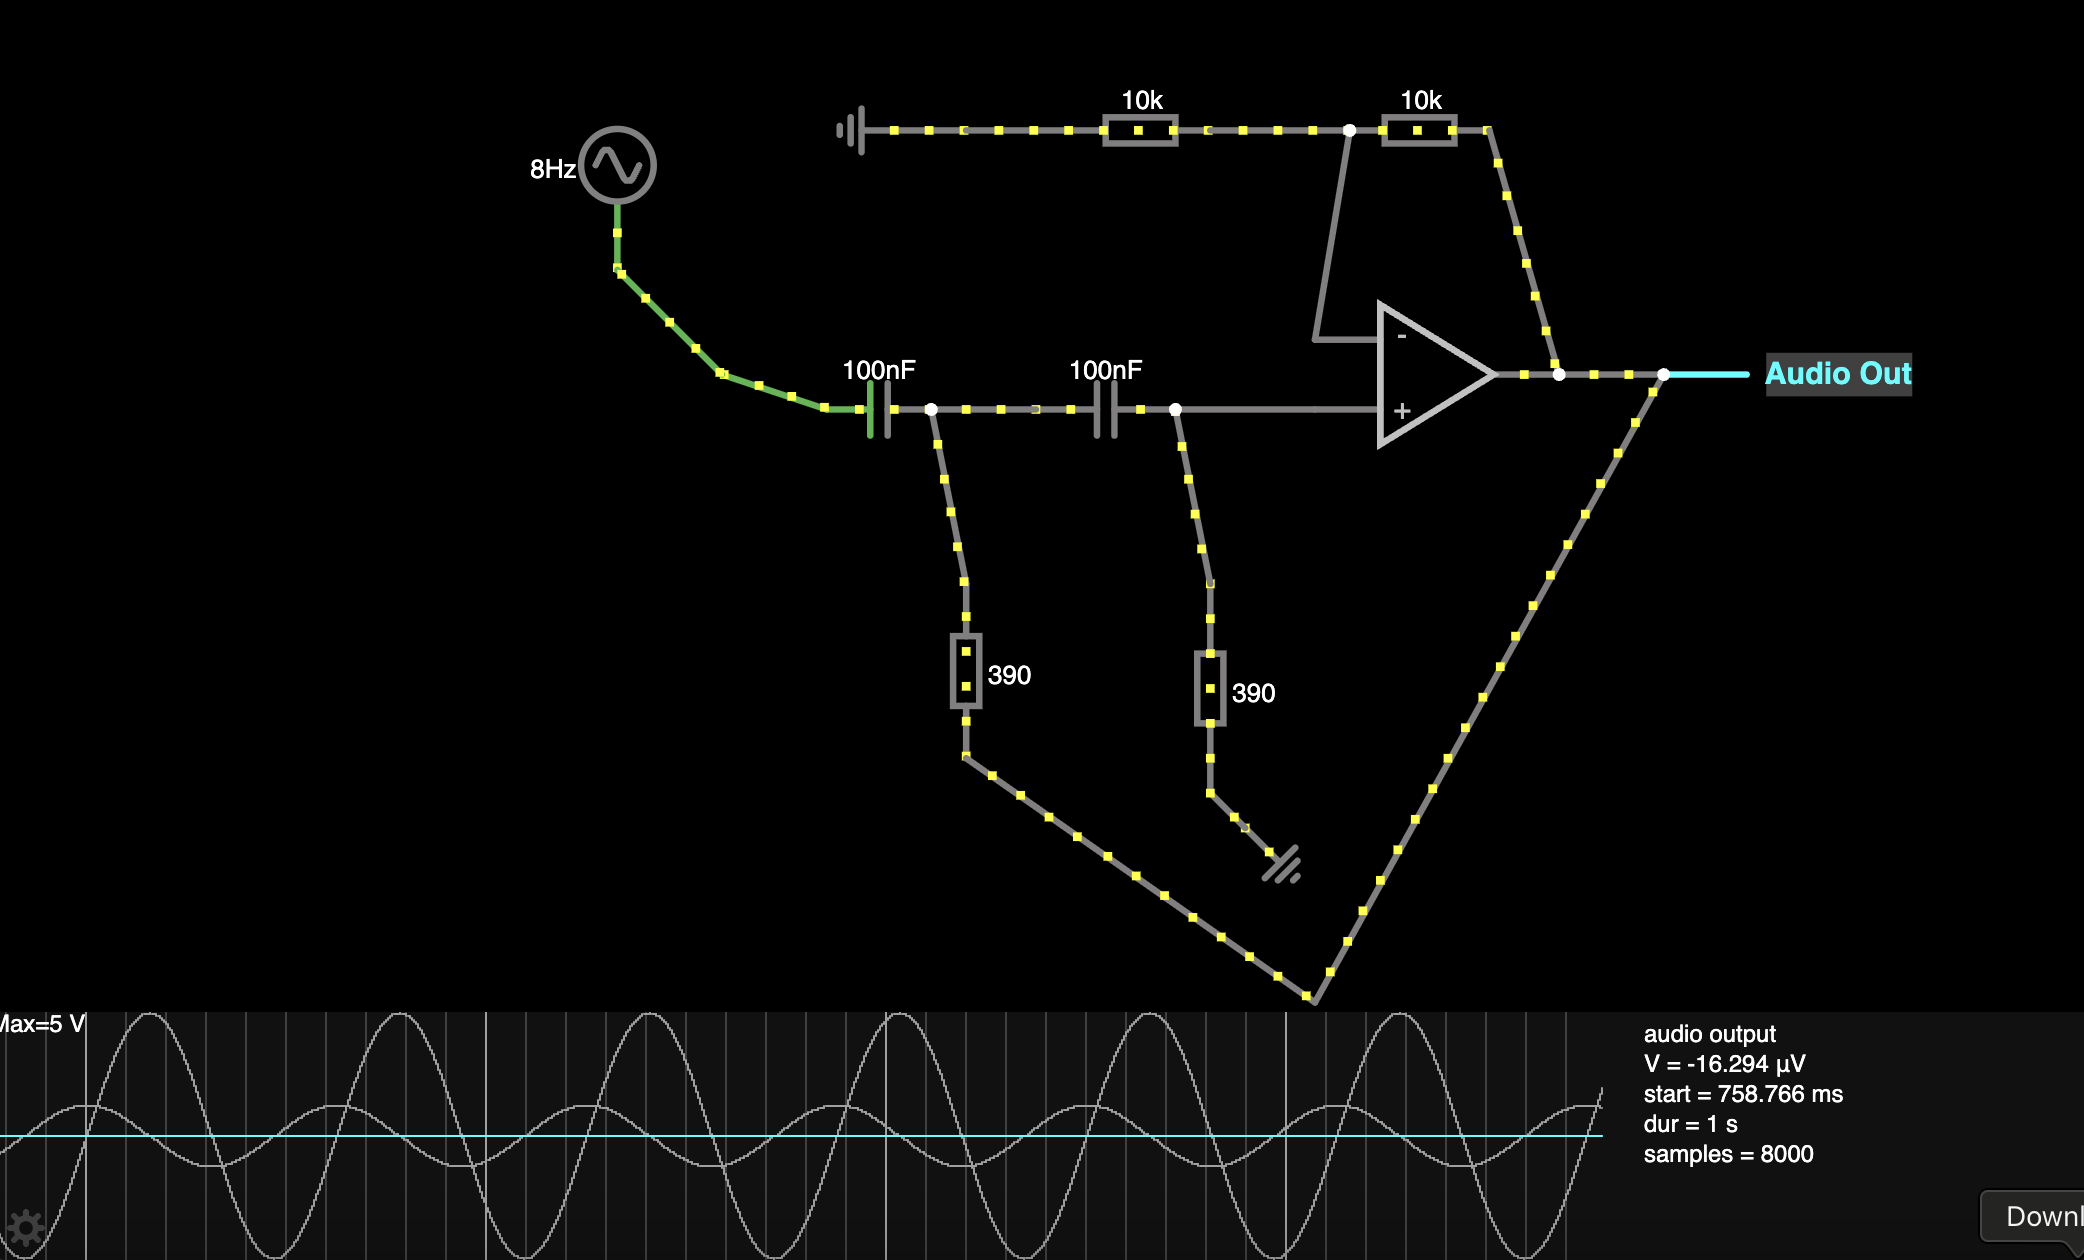 10k
10k
8Hz
100nF
100nF
-
+
Audio Out
390
390
Max=5 V
audio output
V = -16.294 μV
start = 758.766 ms
dur = 1 s
samples = 8000
Downl